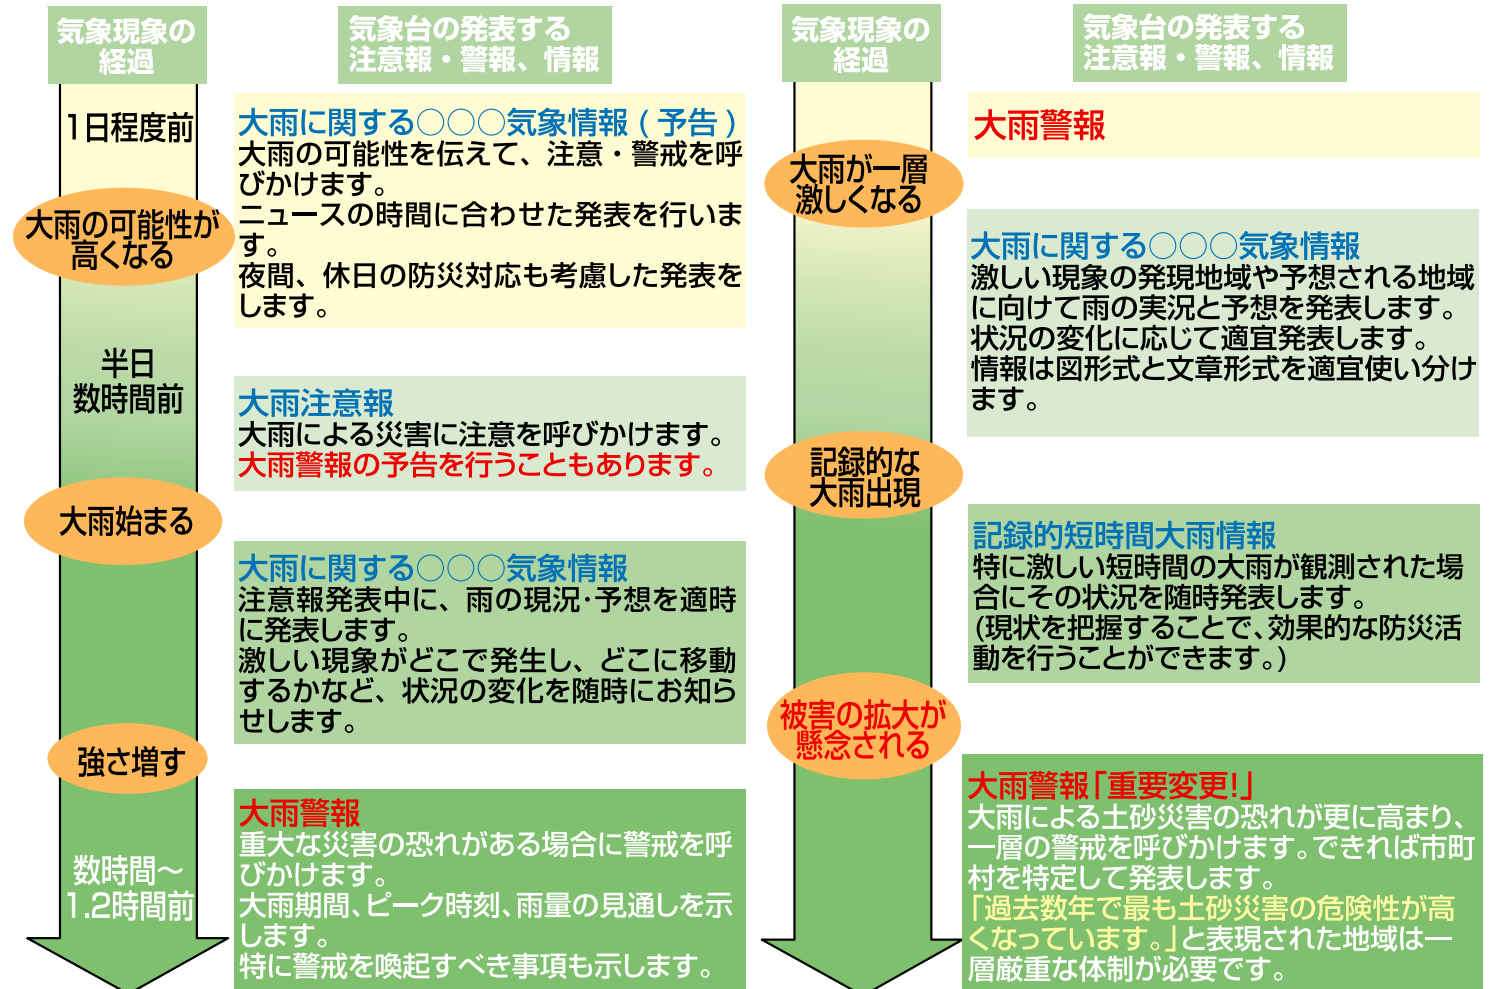 気象現象の
経過
気象台の発表する
注意報・警報、情報
1日程度前
大雨の可能性が
高くなる
半日
数時間前
大雨始まる
強さ増す
数時間～
1.2時間前
大雨に関する○○○気象情報(予告)
大雨の可能性を伝えて、注意・警戒を呼
びかけます。
ニュースの時間に合わせた発表を行いま
す。
夜間、休日の防災対応も考慮した発表を
します。
大雨注意報
大雨による災害に注意を呼びかけます。
大雨警報の予告を行うこともあります。
大雨に関する○○○気象情報
注意報発表中に、雨の現況･予想を適時
に発表します。
激しい現象がどこで発生し、どこに移動
するかなど、状況の変化を随時にお知ら
せします。
大雨警報
重大な災害の恐れがある場合に警戒を呼
びかけます。
大雨期間、ピーク時刻、雨量の見通しを示
します。
特に警戒を喚起すべき事項も示します。
気象現象の
経過
気象台の発表する
注意報・警報、情報
大雨が一層
激しくなる
記録的な
大雨出現
被害の拡大が
懸念される
大雨警報
大雨に関する○○○気象情報
激しい現象の発現地域や予想される地域
に向けて雨の実況と予想を発表します。
状況の変化に応じて適宜発表します。
情報は図形式と文章形式を適宜使い分け
ます。
記録的短時間大雨情報
特に激しい短時間の大雨が観測された場
合にその状況を随時発表します。
(現状を把握することで、効果的な防災活
動を行うことができます。)
大雨警報「重要変更!」
大雨による土砂災害の恐れが更に高まり、
一層の警戒を呼びかけます。できれば市町
村を特定して発表します。
「過去数年で最も土砂災害の危険性が高
くなっています。」と表現された地域は一
層厳重な体制が必要です。